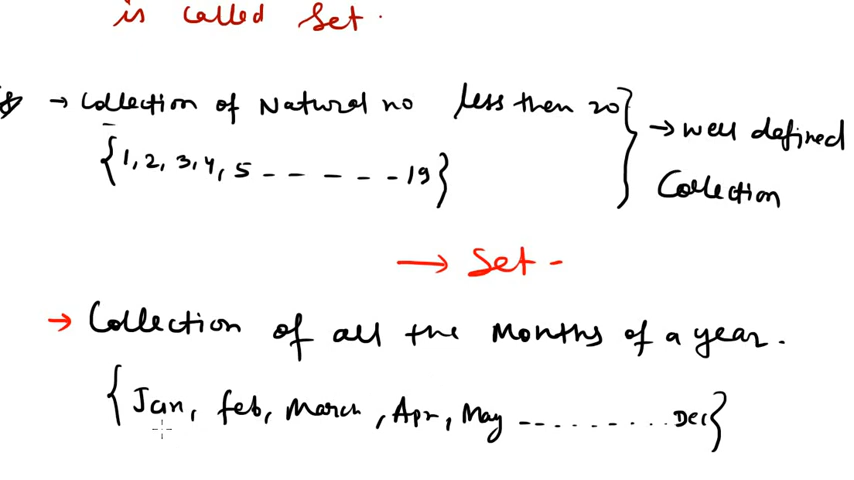 is called Set.
→ Collection of Natural no less then 20
{1, 2, 3, 4, 5 - - - - - - 19}
→ well defined Collection
→ Set -
→ Collection of all the Months of a year.
{Jan, feb, March, Apr, May ---........ Dec}